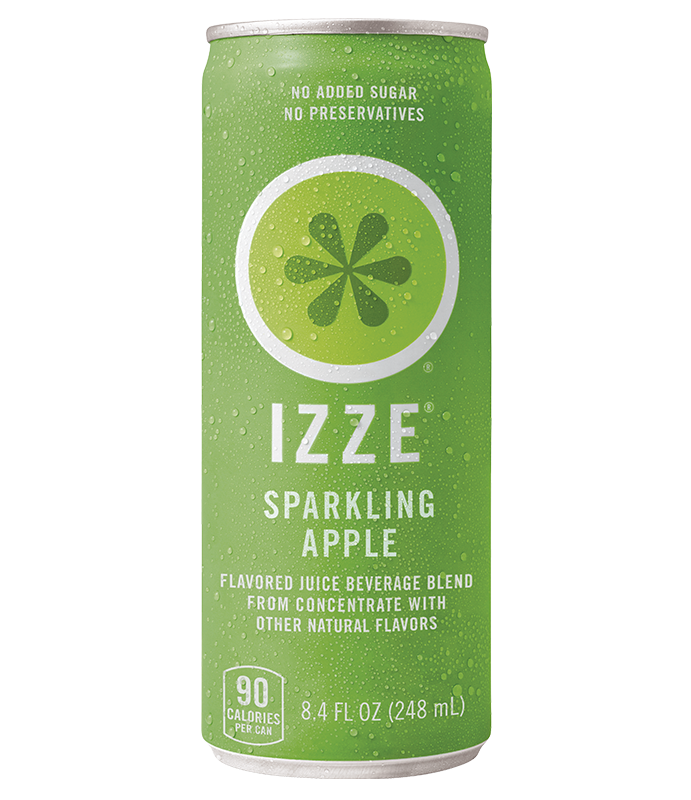 NO ADDED SUGAR
NO PRESERVATIVES
®
IZZE®
SPARKLING
APPLE
FLAVORED JUICE BEVERAGE BLEND
FROM CONCENTRATE WITH
OTHER NATURAL FLAVORS
90
CALORIES
PER CAN
8.4 FL OZ (248 mL)